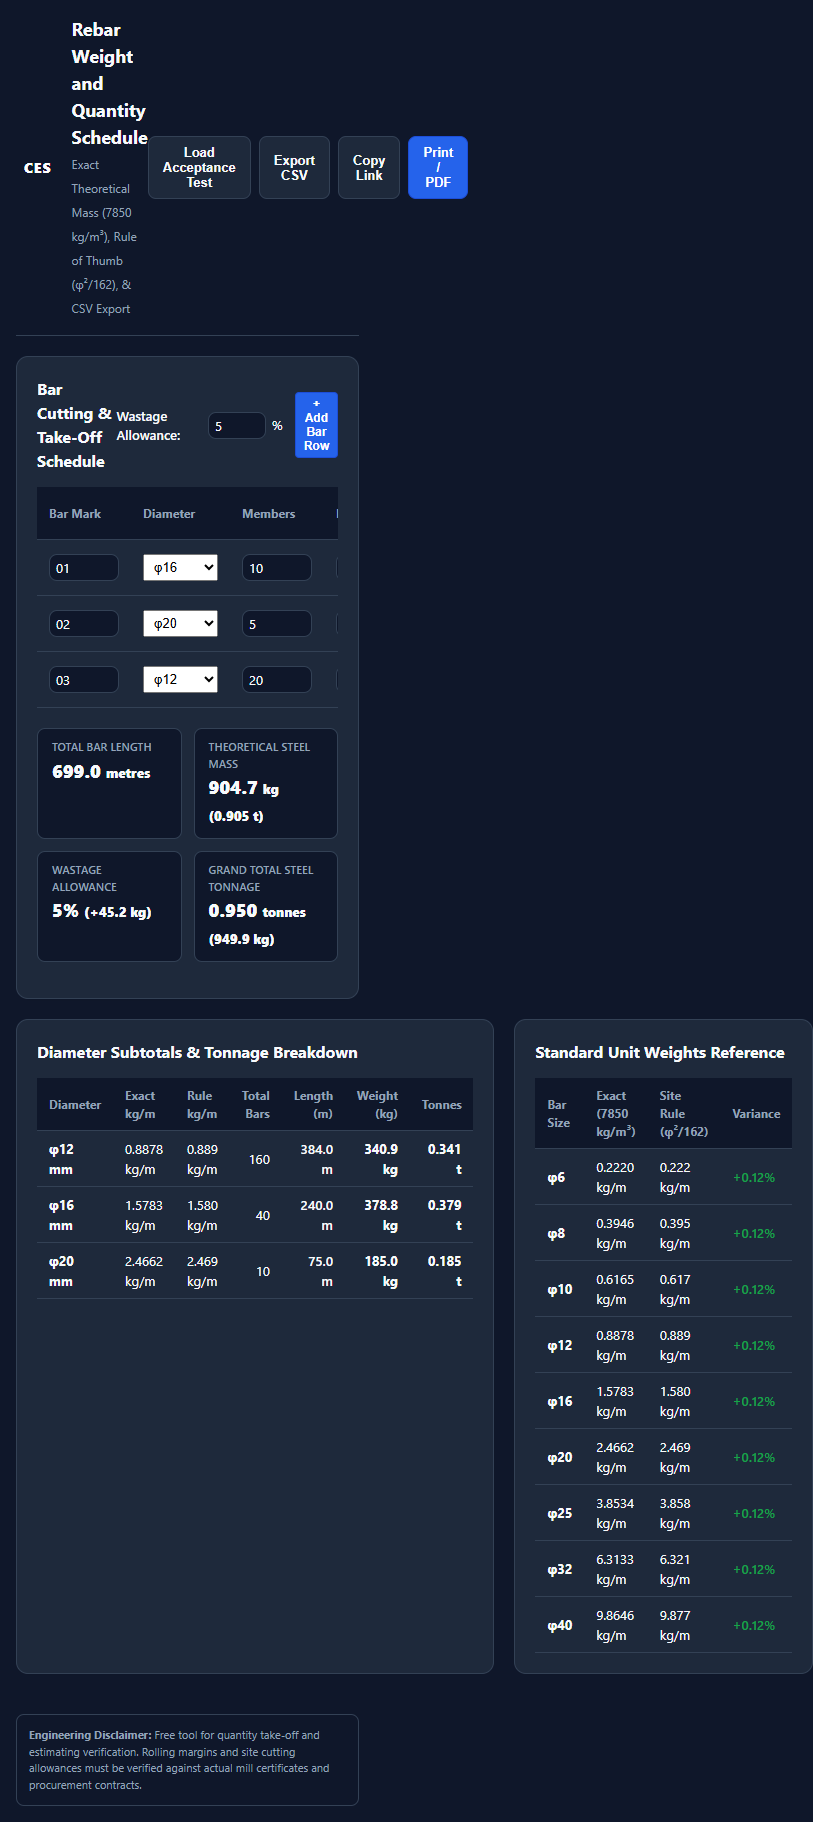 CES
Rebar
Weight
and
Quantity
Schedule
Exact
Theoretical
Mass (7850
kg/m³), Rule
of Thumb
(φ²/162), &
CSV Export
Load
Acceptance
Test
Export
CSV
Copy
Link
Print
/
PDF
Bar
Cutting &
Take-Off
Schedule
Wastage
Allowance:
5 %
+
Add
Bar
Row
Bar Mark Diameter Members
01 φ16 10
02 φ20 5
03 φ12 20
TOTAL BAR LENGTH
699.0 metres
THEORETICAL STEEL
MASS
904.7 kg
(0.905 t)
WASTAGE
ALLOWANCE
5% (+45.2 kg)
GRAND TOTAL STEEL
TONNAGE
0.950 tonnes
(949.9 kg)
Diameter Subtotals & Tonnage Breakdown
Diameter Exact kg/m Rule kg/m Total Bars Length (m) Weight (kg) Tonnes
φ12 mm 0.8878 kg/m 0.889 kg/m 160 384.0 m 340.9 kg 0.341 t
φ16 mm 1.5783 kg/m 1.580 kg/m 40 240.0 m 378.8 kg 0.379 t
φ20 mm 2.4662 kg/m 2.469 kg/m 10 75.0 m 185.0 kg 0.185 t
Standard Unit Weights Reference
Bar Size Exact (7850 kg/m³) Site Rule (φ²/162) Variance
φ6 0.2220 kg/m 0.222 kg/m +0.12%
φ8 0.3946 kg/m 0.395 kg/m +0.12%
φ10 0.6165 kg/m 0.617 kg/m +0.12%
φ12 0.8878 kg/m 0.889 kg/m +0.12%
φ16 1.5783 kg/m 1.580 kg/m +0.12%
φ20 2.4662 kg/m 2.469 kg/m +0.12%
φ25 3.8534 kg/m 3.858 kg/m +0.12%
φ32 6.3133 kg/m 6.321 kg/m +0.12%
φ40 9.8646 kg/m 9.877 kg/m +0.12%
Engineering Disclaimer: Free tool for quantity take-off and
estimating verification. Rolling margins and site cutting
allowances must be verified against actual mill certificates and
procurement contracts.